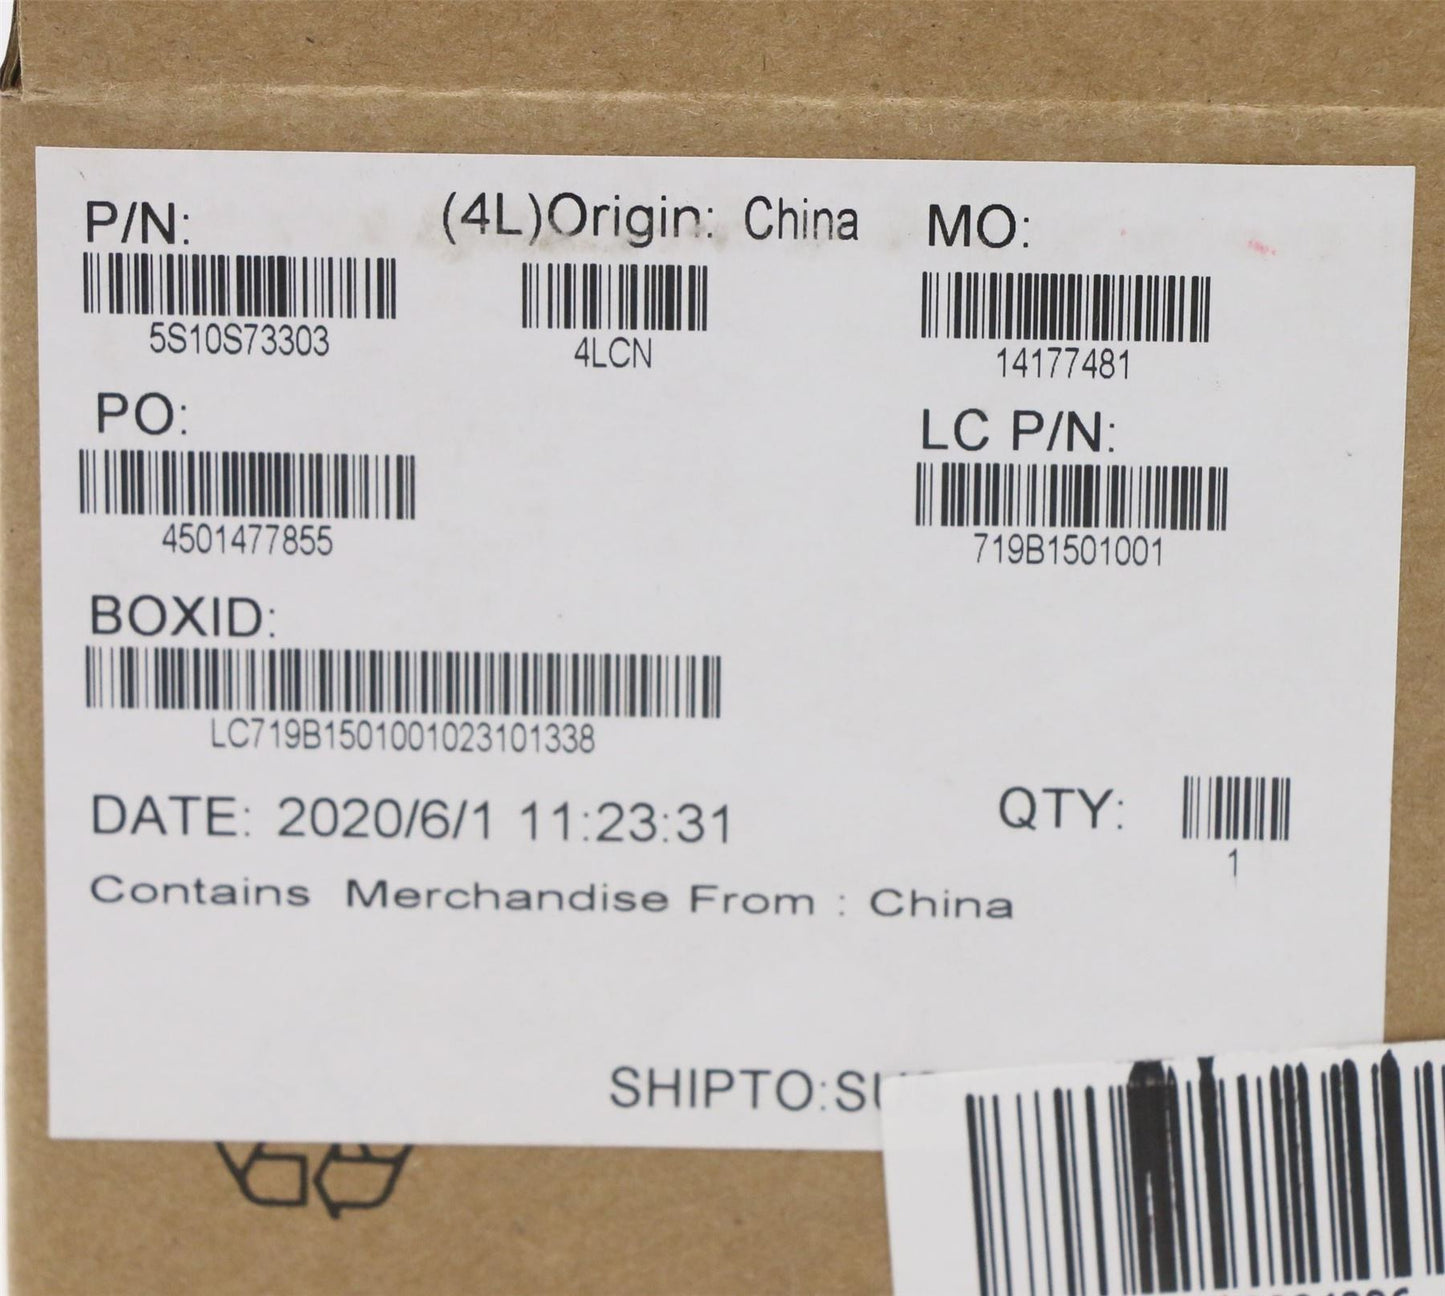 P/N: (4L)Origin: China MO:
5S10S73303 4LCN 14177481
PO: LC P/N:
4501477855 719B1501001
BOXID:
LC719B1501001023101338
DATE: 2020/6/1 11:23:31 QTY:
1
Contains Merchandise From : China
SHIPTO: